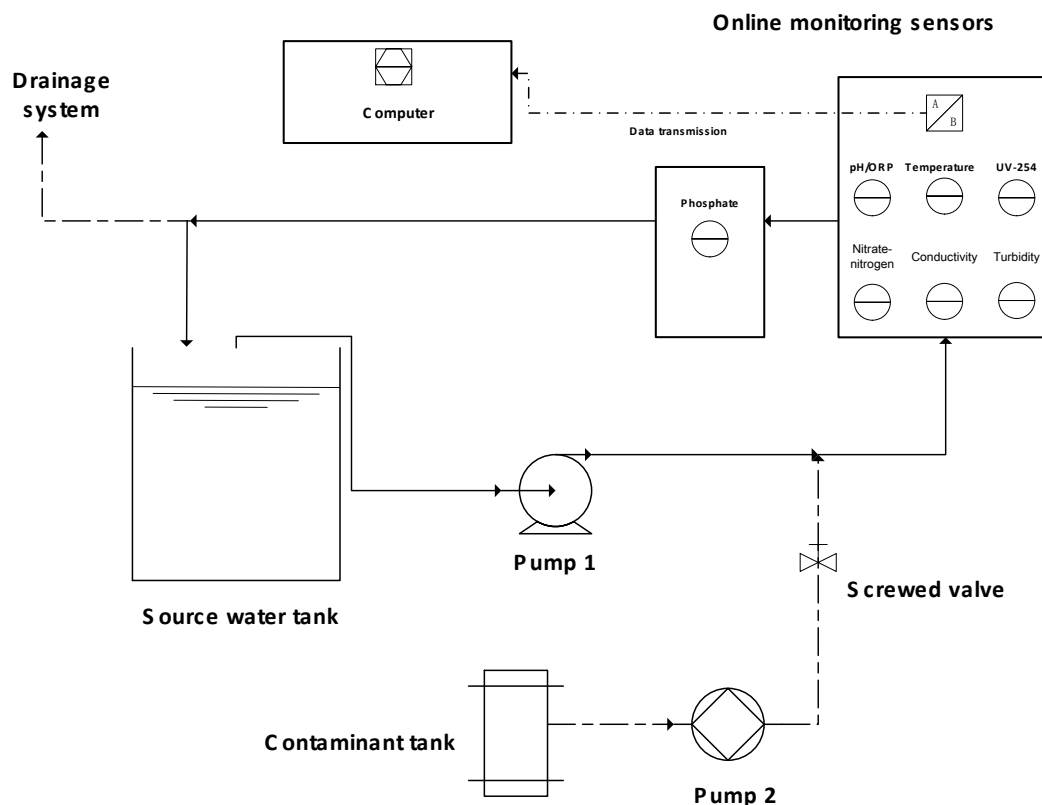 Online monitoring sensors
Drainage
system
Computer
A
B
Data transmission
pH/ORP
Temperature
UV-254
Phosphate
Nitrate-
nitrogen
Conductivity
Turbidity
Pump 1
Screwed valve
Source water tank
Contaminant tank
Pump 2